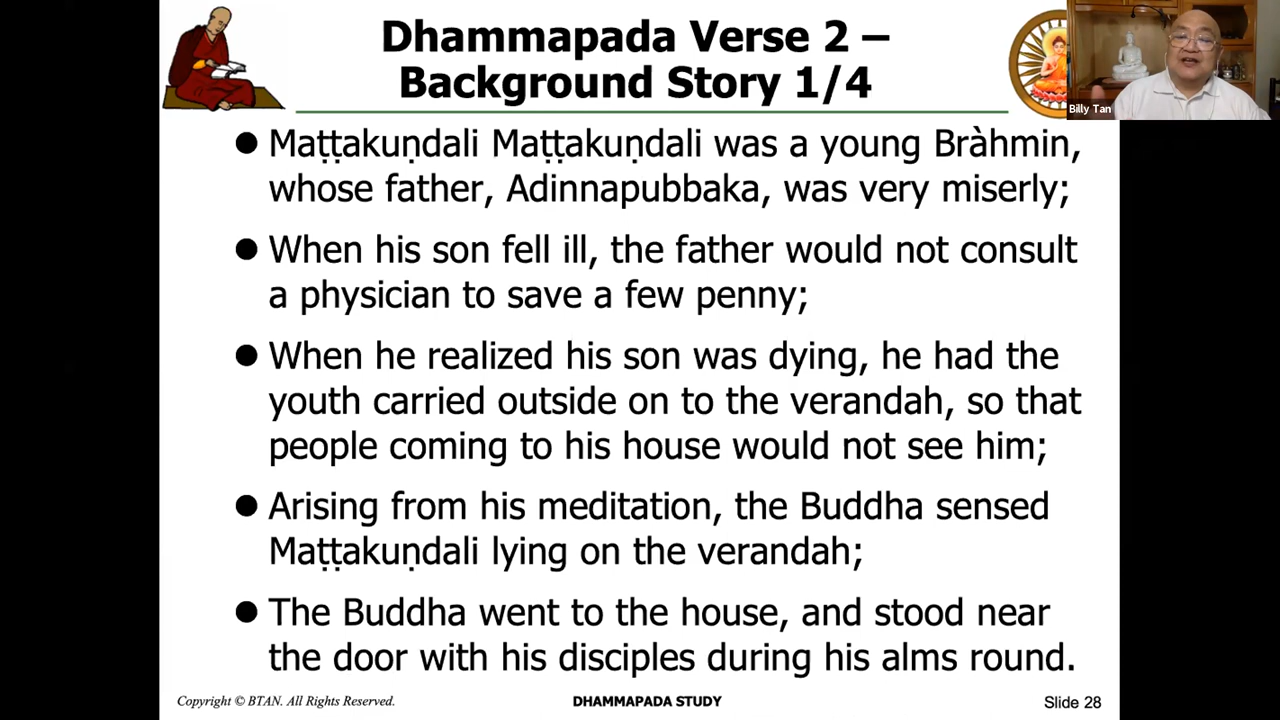 Dhammapada Verse 2 –
Background Story 1/4
Billy Tan
● Maṭṭakuṇdali Maṭṭakuṇdali was a young Bràhmin,
whose father, Adinnapubbaka, was very miserly;
● When his son fell ill, the father would not consult
a physician to save a few penny;
● When he realized his son was dying, he had the
youth carried outside on to the verandah, so that
people coming to his house would not see him;
● Arising from his meditation, the Buddha sensed
Maṭṭakuṇdali lying on the verandah;
● The Buddha went to the house, and stood near
the door with his disciples during his alms round.
Copyright © BTAN. All Rights Reserved.
DHAMMAPADA STUDY
Slide 28